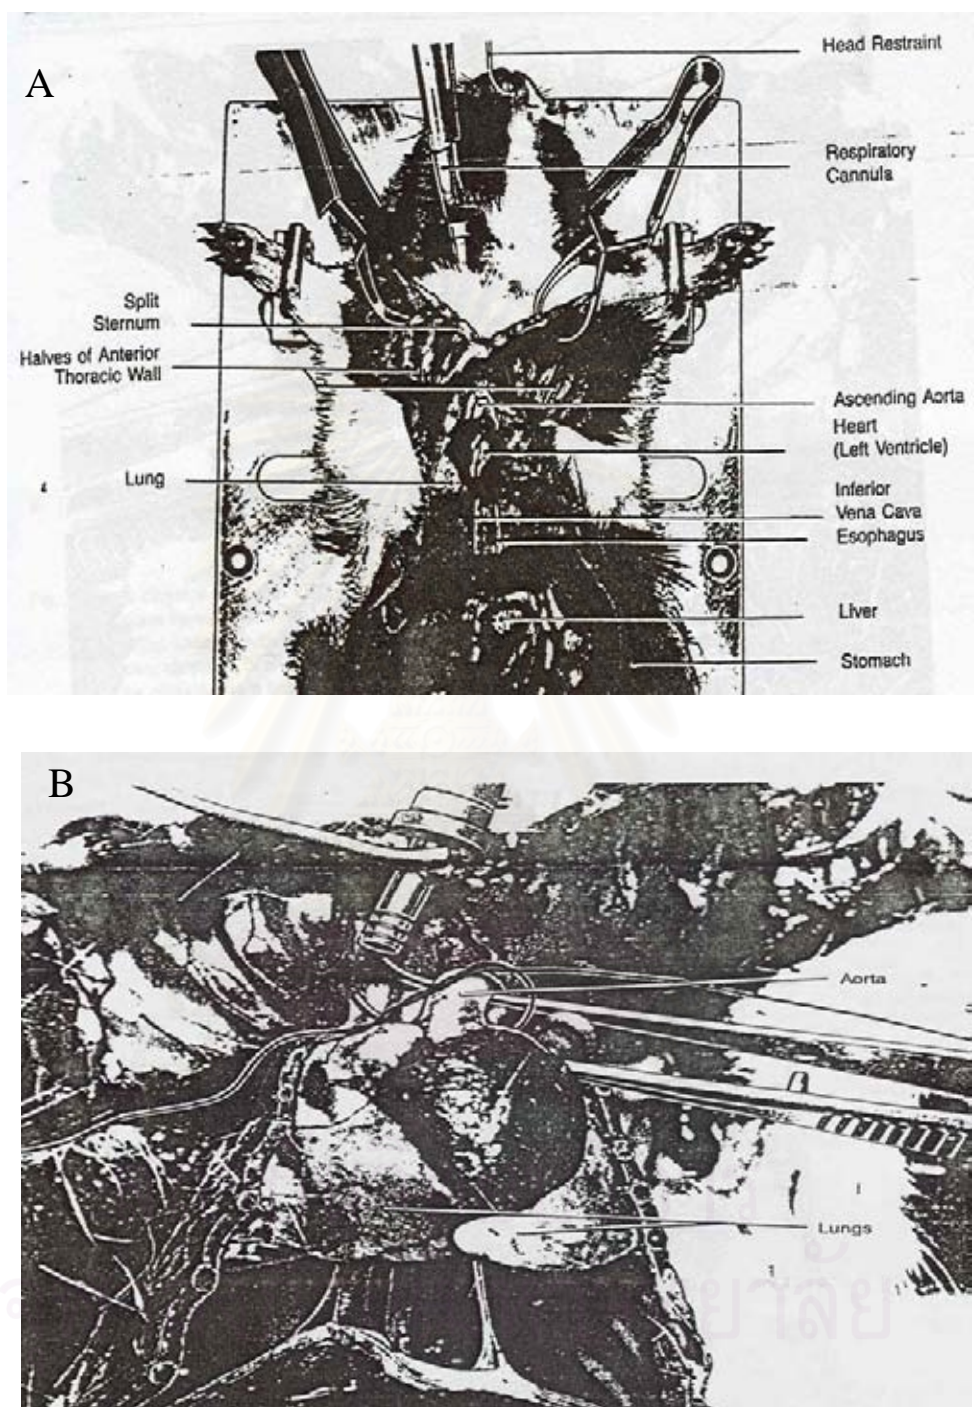 A
Head Restraint
Respiratory
Cannula
Split
Sternum
Halves of Anterior
Thoracic Wall
Ascending Aorta
Heart
(Left Ventricle)
Lung
Inferior
Vena Cava
Esophagus
Liver
Stomach
B
Aorta
Lungs